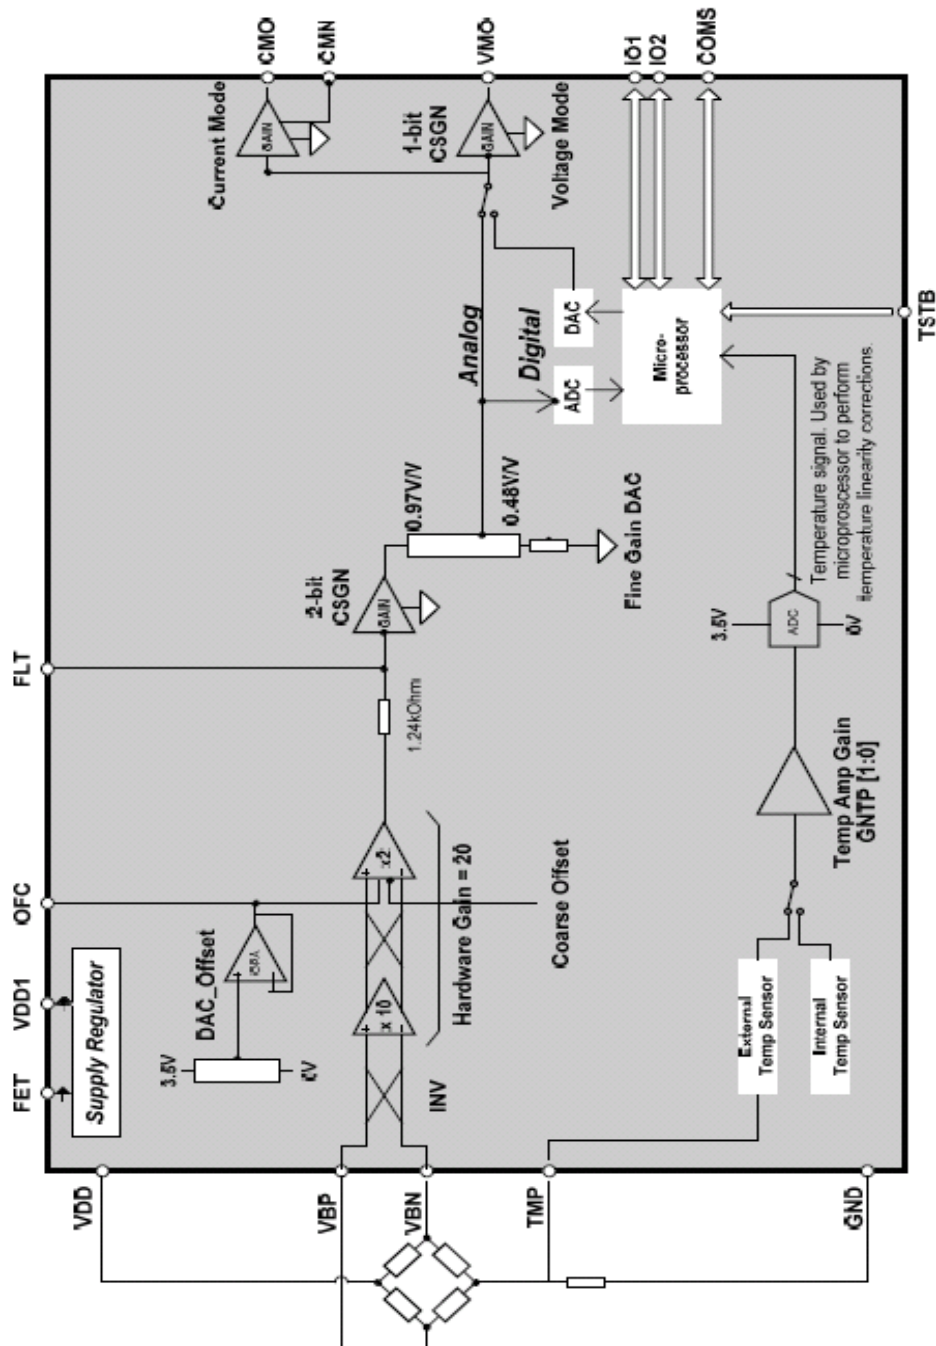 CMO
CMN
VMO
IO1
IO2
COMS
Current Mode
GAIN
1-bit
CSGN
GAIN
Voltage Mode
Analog
Digital
DAC
ADC
Micro-
processor
TSTB
Temperature signal. Used by
microproscessor to perform
temperature linearity corrections.
0.97V/V
0.48V/V
Fine Gain DAC
2-bit
CSGN
GAIN
FLT
1.24kOhm
3.5V
ADC
0V
Temp Amp Gain
GNTP [1:0]
OFC
x2
Hardware Gain = 20
Coarse Offset
DAC_Offset
3.5V
0V
x 10
INV
VDD1
FET
Supply Regulator
External
Temp Sensor
Internal
Temp Sensor
VDD
VBP
VBN
TMP
GND